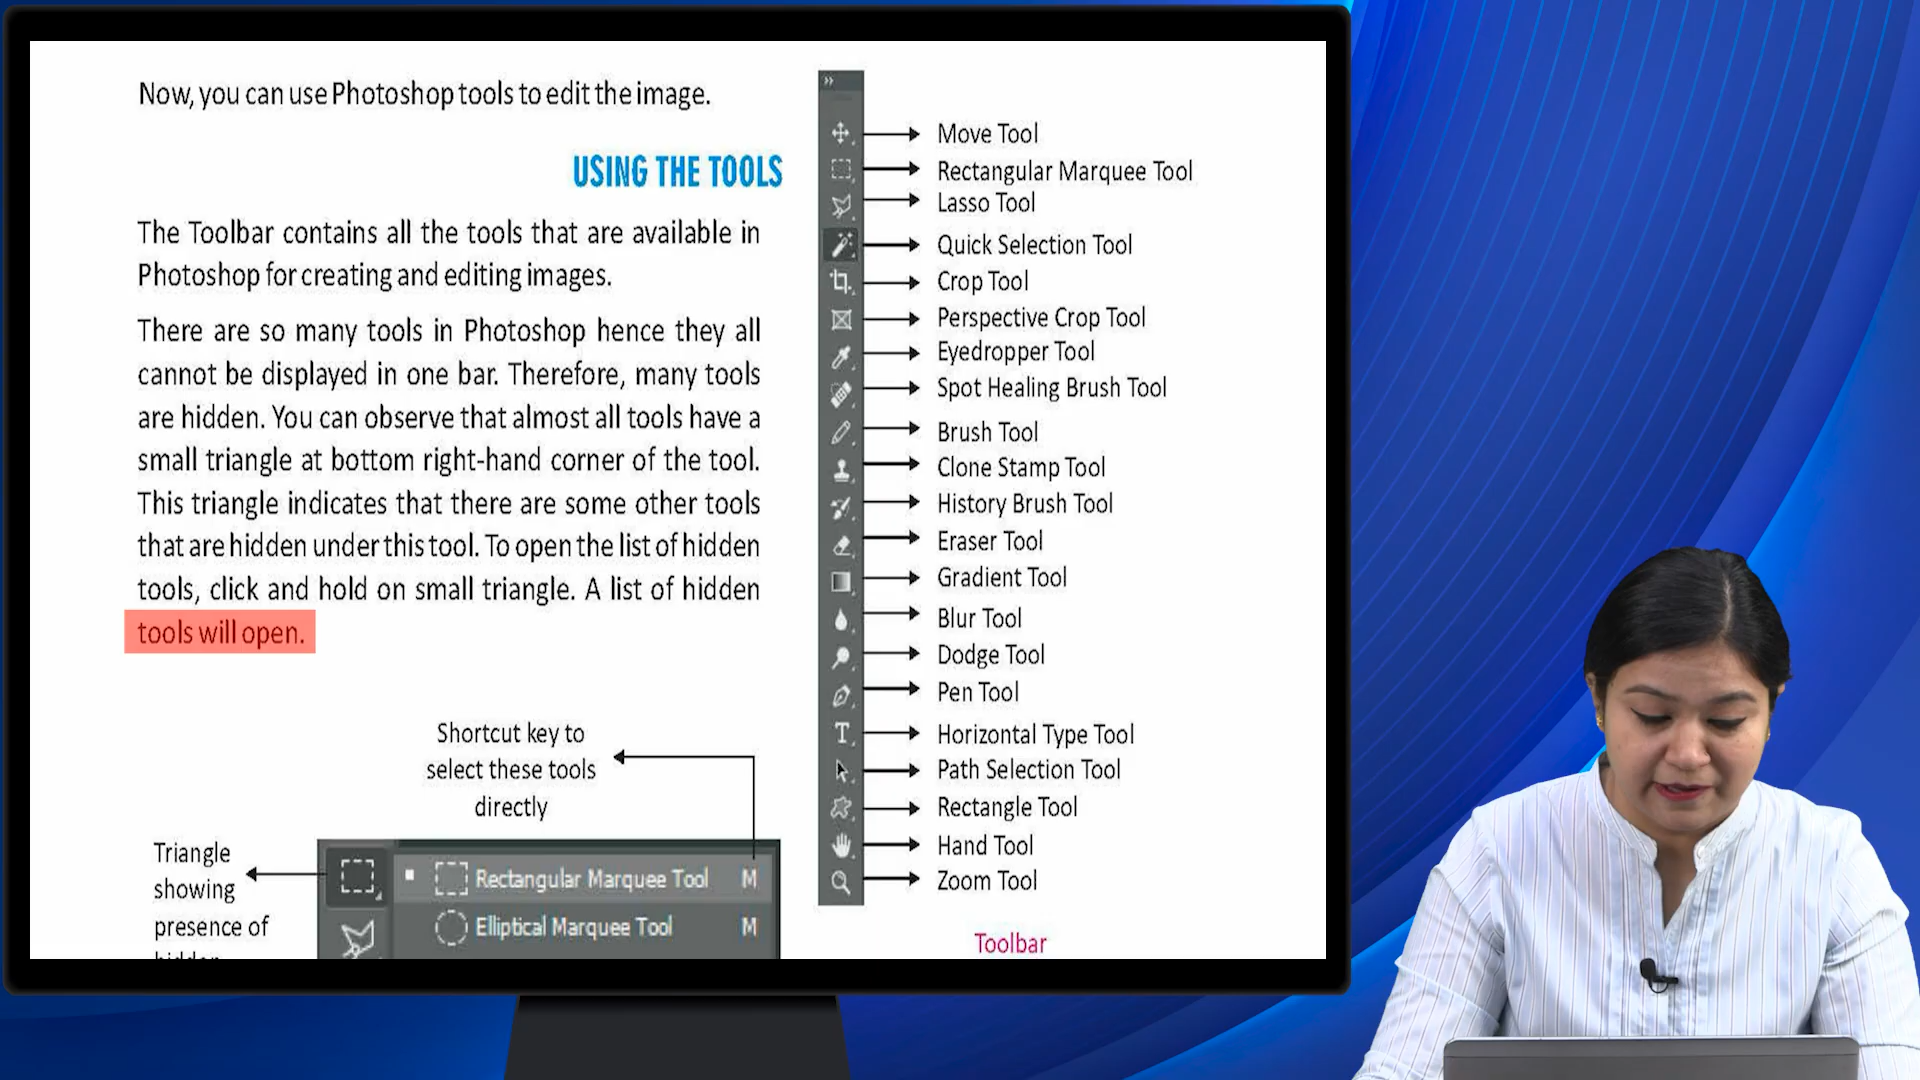 Now, you can use Photoshop tools to edit the image.
USING THE TOOLS
The Toolbar contains all the tools that are available in
Photoshop for creating and editing images.
There are so many tools in Photoshop hence they all
cannot be displayed in one bar. Therefore, many tools
are hidden. You can observe that almost all tools have a
small triangle at bottom right-hand corner of the tool.
This triangle indicates that there are some other tools
that are hidden under this tool. To open the list of hidden
tools, click and hold on small triangle. A list of hidden
tools will open.
Shortcut key to
select these tools
directly
Triangle
showing
presence of
Rectangular Marquee Tool M
Elliptical Marquee Tool M
Move Tool
Rectangular Marquee Tool
Lasso Tool
Quick Selection Tool
Crop Tool
Perspective Crop Tool
Eyedropper Tool
Spot Healing Brush Tool
Brush Tool
Clone Stamp Tool
History Brush Tool
Eraser Tool
Gradient Tool
Blur Tool
Dodge Tool
Pen Tool
Horizontal Type Tool
Path Selection Tool
Rectangle Tool
Hand Tool
Zoom Tool
Toolbar